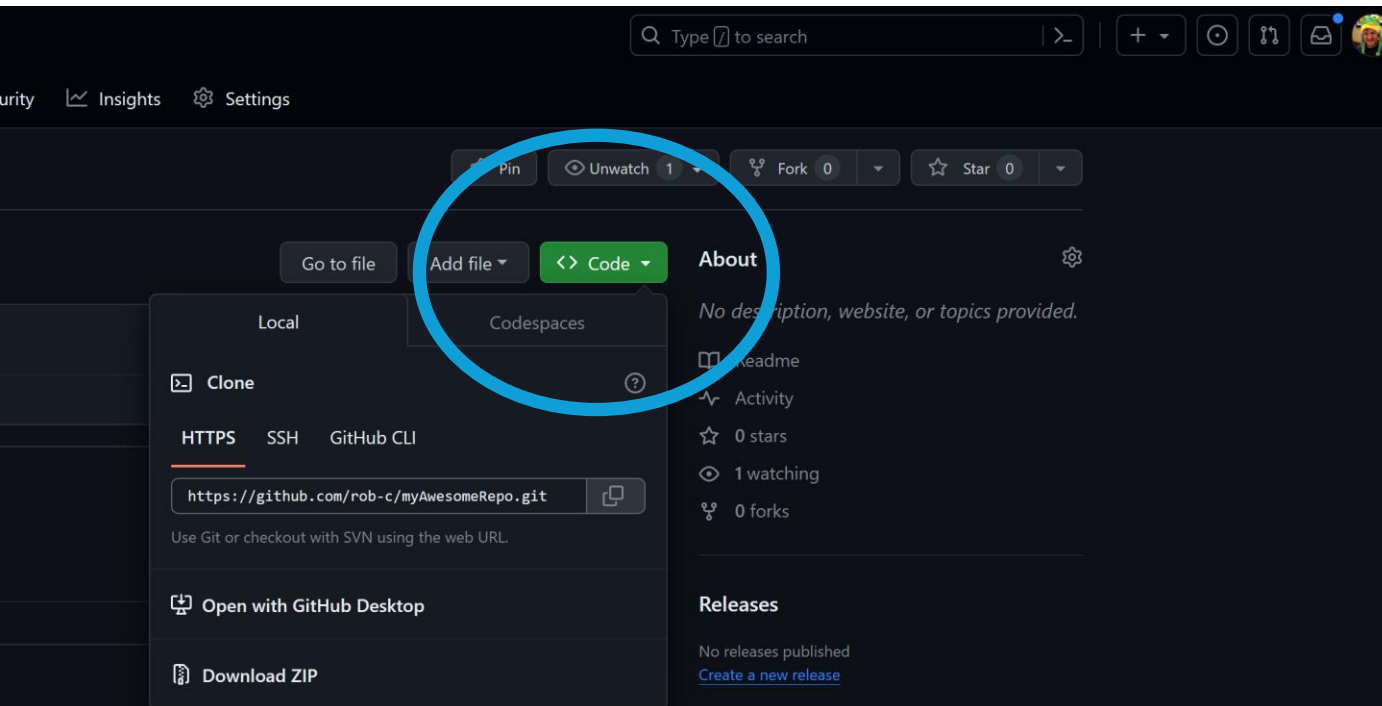 Type / to search
urity Insights Settings
Pin Unwatch 1 Fork 0 Star 0
Go to file Add file <> Code
About
No description, website, or topics provided.
Local Codespaces
Readme
Clone
Activity
HTTPS SSH GitHub CLI
0 stars
1 watching
https://github.com/rob-c/myAwesomeRepo.git
0 forks
Use Git or checkout with SVN using the web URL.
Open with GitHub Desktop
Releases
No releases published
Download ZIP
Create a new release